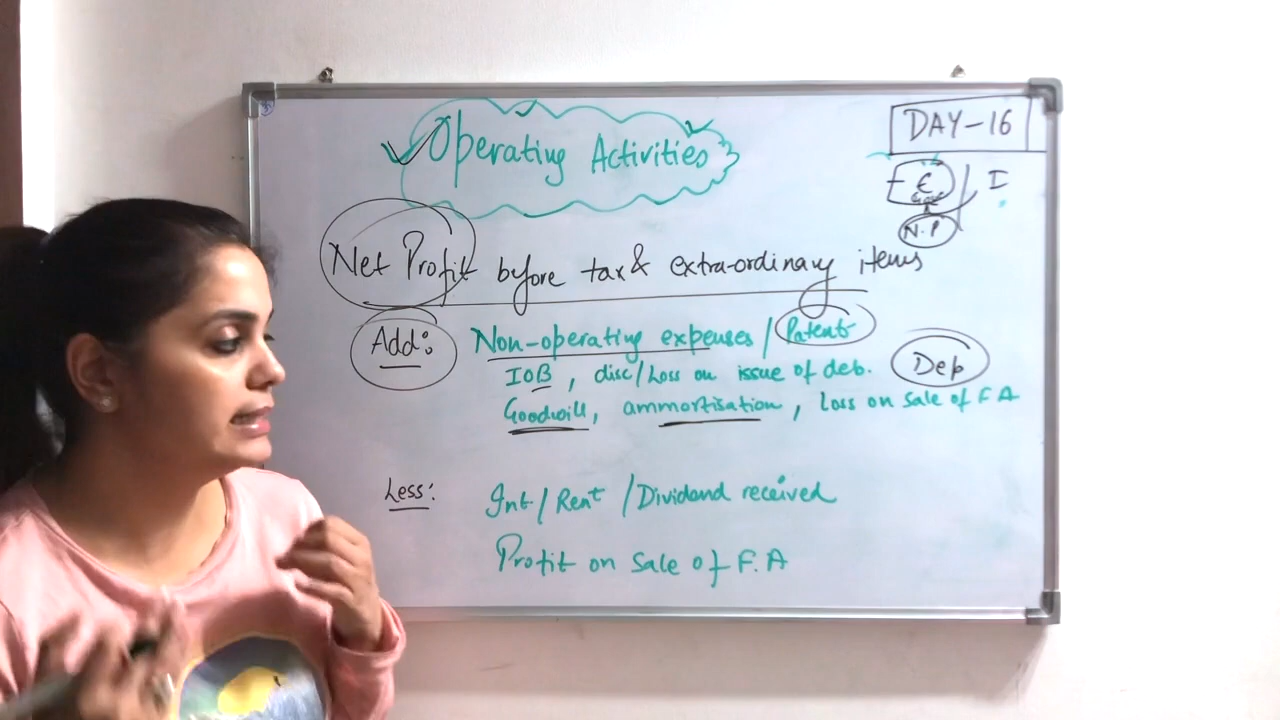 Operating Activities
DAY-16
E / I
N.P
Net Profit before tax & extra-ordinary items
Add: Non-operating expenses / Patents
IOB, disc/Loss on issue of deb. Dep
Goodwill, ammortisation, Loss on sale of F A
Less: Int / Rent / Dividend received
Profit on sale of F.A